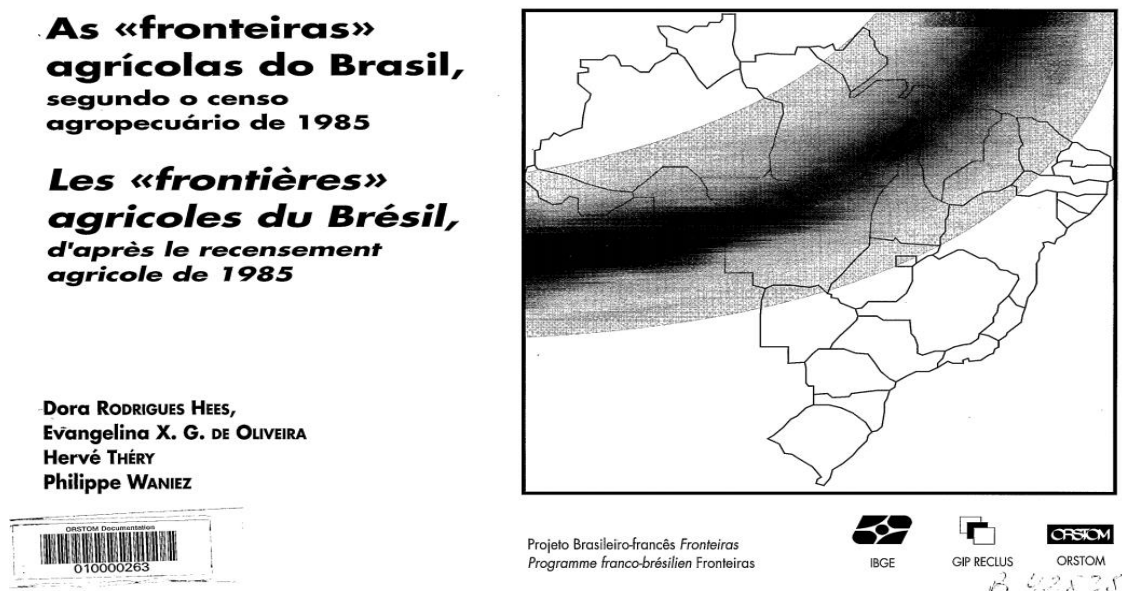 As «fronteiras»
agrícolas do Brasil,
segundo o censo
agropecuário de 1985
Les «frontières»
agricoles du Brésil,
d'après le recensement
agricole de 1985
Dora RODRIGUES HEES,
Evangelina X. G. DE OLIVEIRA
Hervé THÉRY
Philippe WANIEZ
ORSTOM Documentation
010000263
Projeto Brasileiro-francês Fronteiras
Programme franco-brésilien Fronteiras
IBGE
GIP RECLUS
ORSTOM
ORSTOM